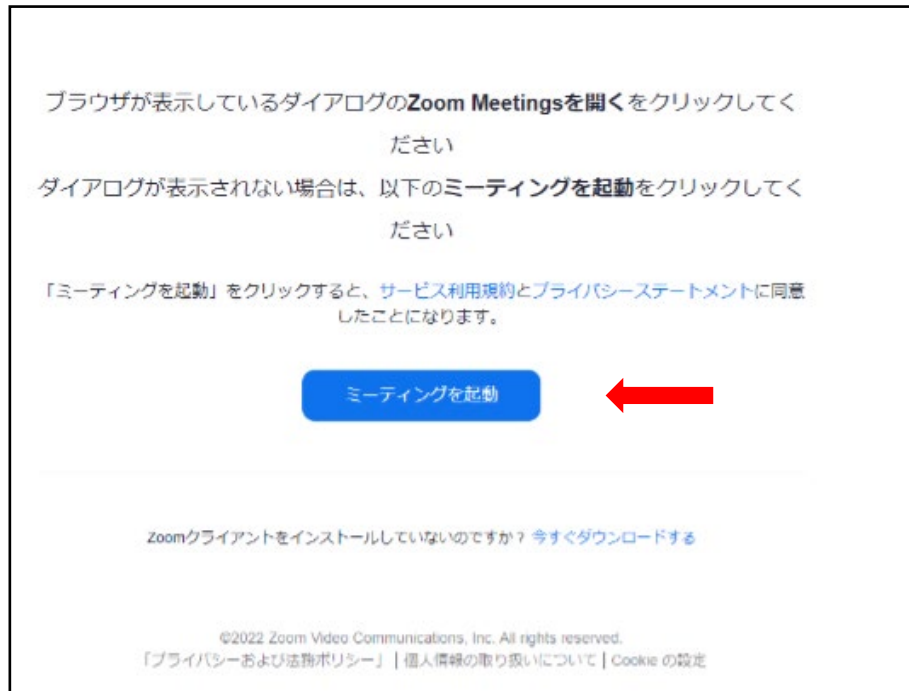 ブラウザが表示しているダイアログのZoom Meetingsを開くをクリックしてく
ださい
ダイアログが表示されない場合は、以下のミーティングを起動をクリックしてく
ださい
「ミーティングを起動」をクリックすると、サービス利用規約とプライバシーステートメントに同意
したことになります。
ミーティングを起動
Zoomクライアントをインストールしていないのですか？今すぐダウンロードする
©2022 Zoom Video Communications, Inc. All rights reserved.
「プライバシーおよび法務ポリシー」 | 個人情報の取り扱いについて | Cookie の設定